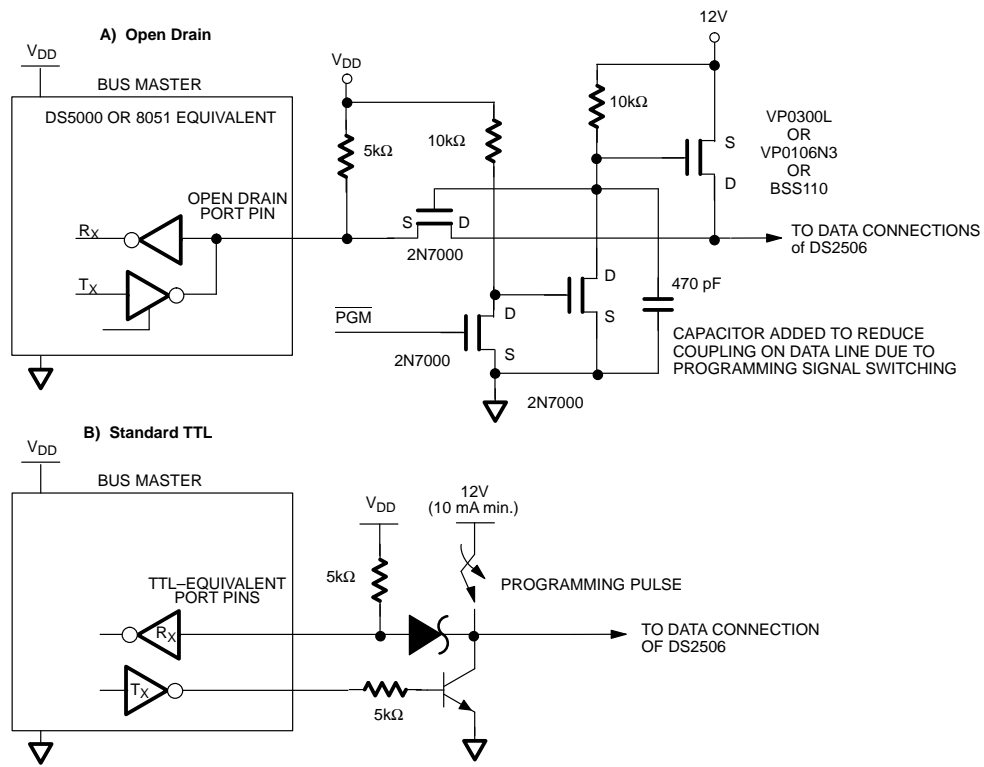 A) Open Drain
VDD
BUS MASTER
DS5000 OR 8051 EQUIVALENT
OPEN DRAIN
PORT PIN
RX
TX
VDD
5kΩ
10kΩ
S
D
2N7000
PGM
D
S
2N7000
12V
10kΩ
D
S
2N7000
S
D
VP0300L
OR
VP0106N3
OR
BSS110
TO DATA CONNECTIONS
of DS2506
470 pF
CAPACITOR ADDED TO REDUCE
COUPLING ON DATA LINE DUE TO
PROGRAMMING SIGNAL SWITCHING
B) Standard TTL
VDD
BUS MASTER
TTL–EQUIVALENT
PORT PINS
RX
TX
VDD
5kΩ
5kΩ
12V
(10 mA min.)
PROGRAMMING PULSE
TO DATA CONNECTION
OF DS2506